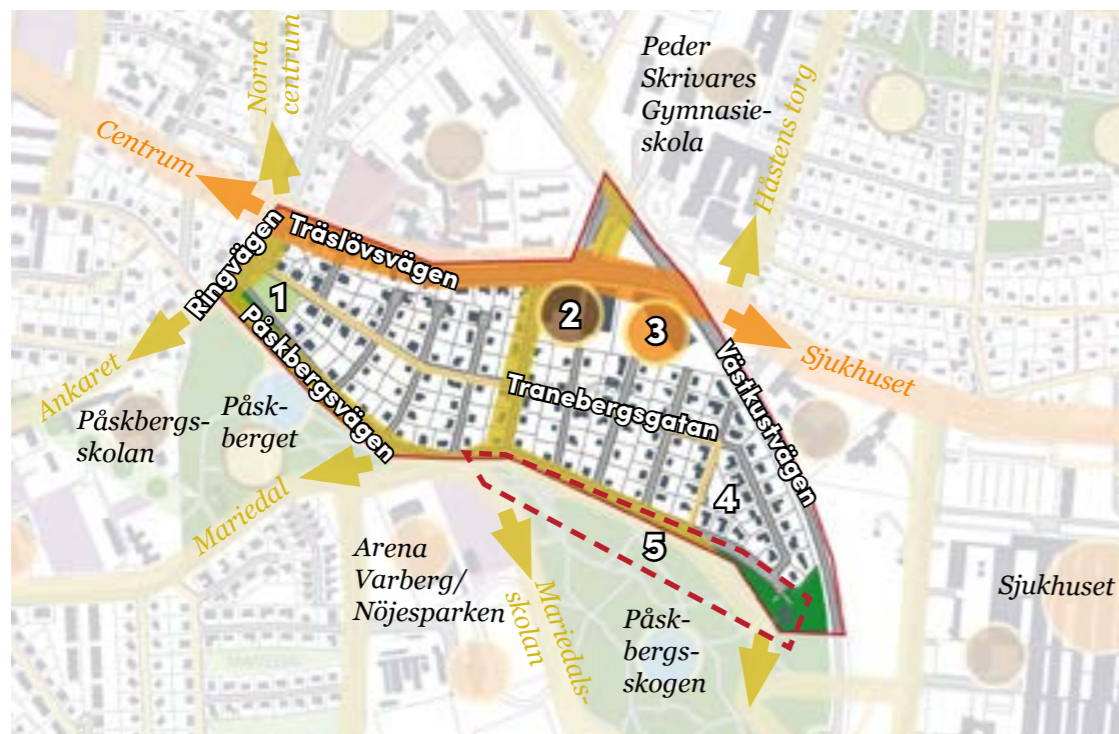 Norra
centrum
Peder
Skrivares
Gymnasie-
skola
Håstens torg
Centrum
Ringvägen
Träslövsvägen
1
2
3
Påskbergsvägen
Tranebergsgatan
Västkustvägen
Sjukhuset
Ankaret
Påskbergs-
skolan
Påsk-
berget
Mariedal
4
5
Arena
Varberg/
Nöjesparken
Mariedals-
skolan
Påsk-
bergs-
skogen
Sjukhuset